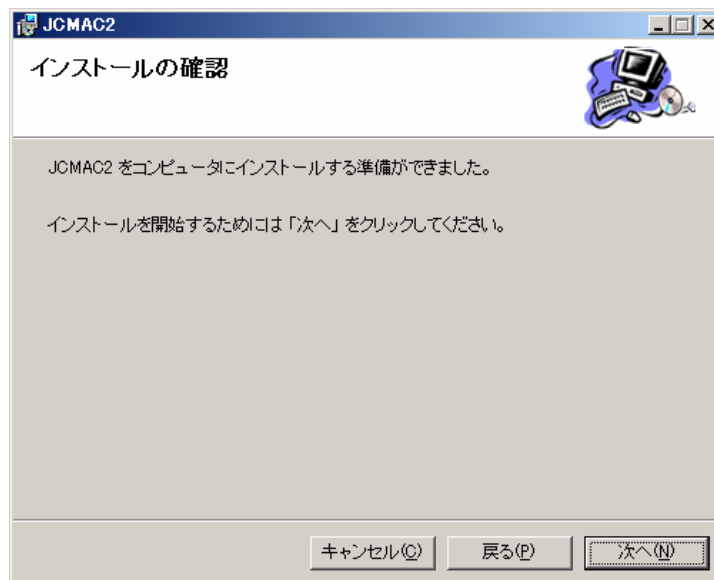 JCMAC2
インストールの確認
JCMAC2 をコンピュータにインストールする準備ができました。
インストールを開始するためには 「次へ」 をクリックしてください。
キャンセル(C)
戻る(P)
次へ(N)